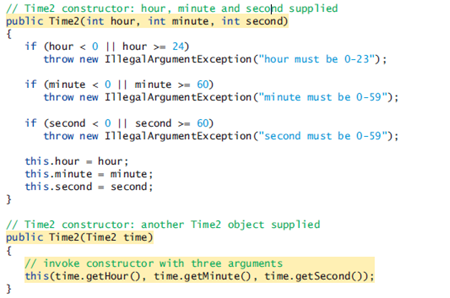 // Time2 constructor: hour, minute and second supplied
public Time2(int hour, int minute, int second)
{
if (hour < 0 || hour >= 24)
throw new IllegalArgumentException("hour must be 0-23");
if (minute < 0 || minute >= 60)
throw new IllegalArgumentException("minute must be 0-59");
if (second < 0 || second >= 60)
throw new IllegalArgumentException("second must be 0-59");
this.hour = hour;
this.minute = minute;
this.second = second;
}
// Time2 constructor: another Time2 object supplied
public Time2(Time2 time)
{
// invoke constructor with three arguments
this(time.getHour(), time.getMinute(), time.getSecond());
}